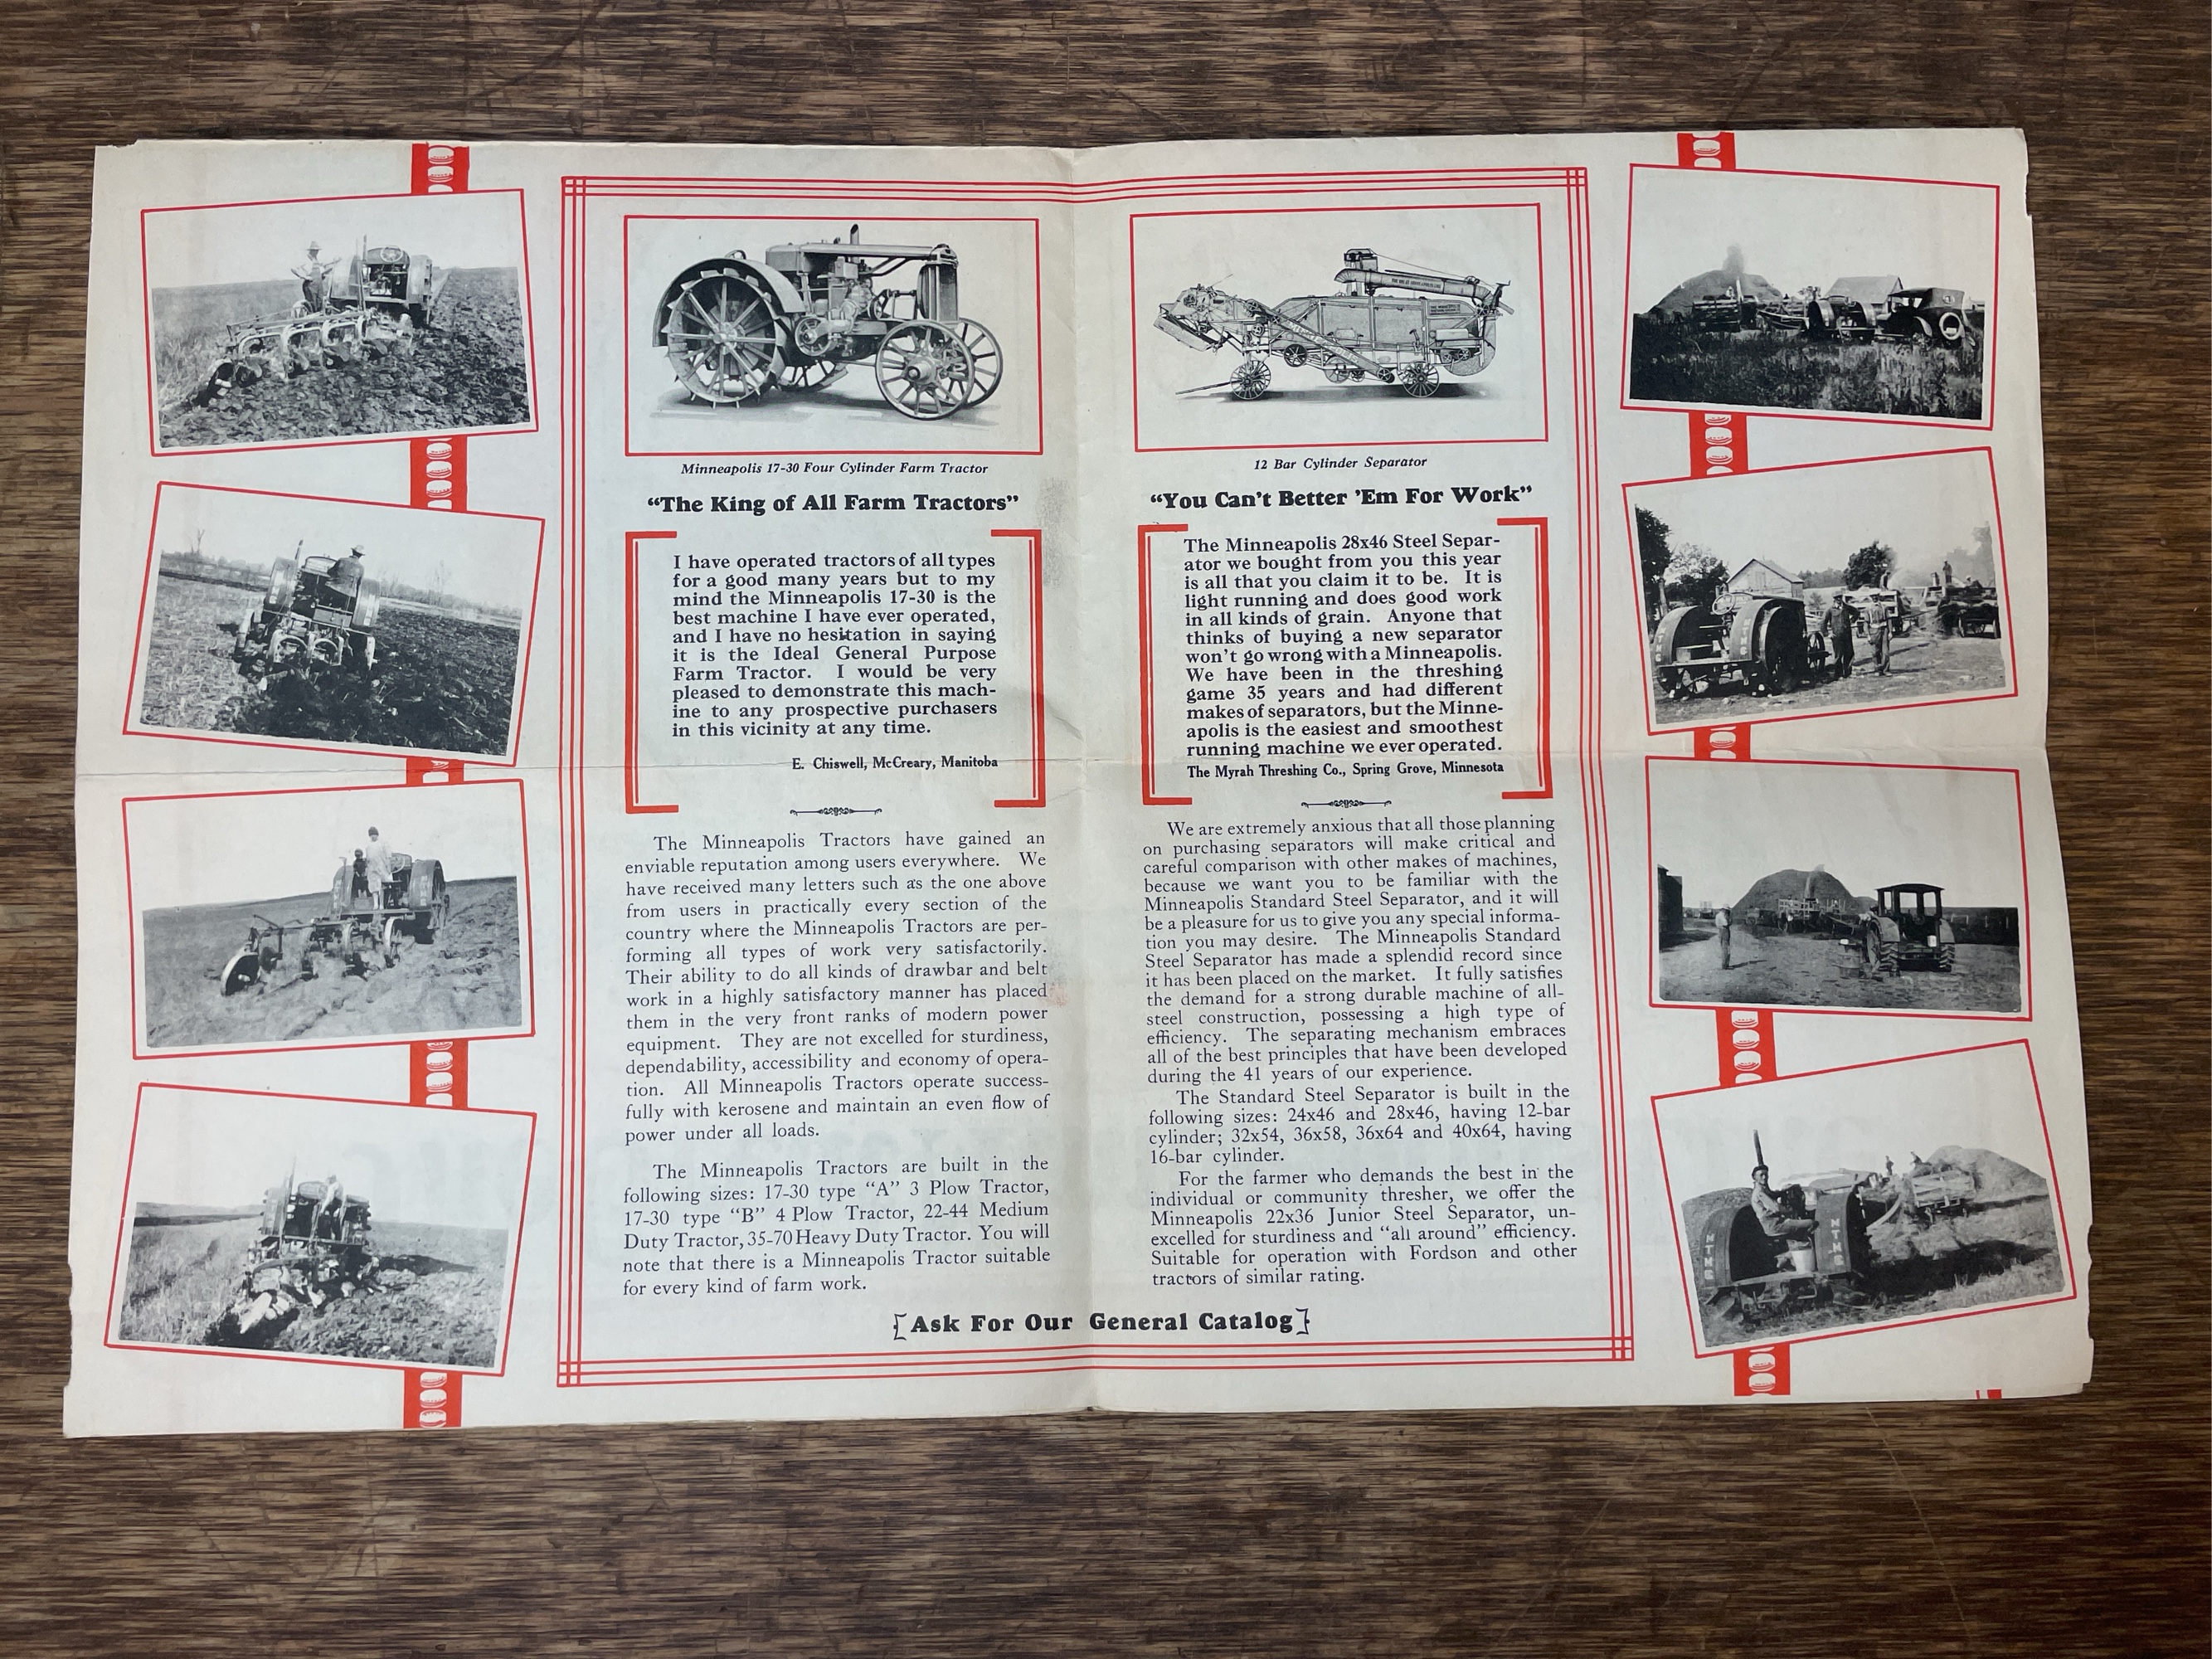 Minneapolis 17-30 Four Cylinder Farm Tractor
"The King of All Farm Tractors"
I have operated tractors of all types
for a good many years but to my
mind the Minneapolis 17-30 is the
best machine I have ever operated,
and I have no hesitation in saying
it is the Ideal General Purpose
Farm Tractor. I would be very
pleased to demonstrate this mach-
ine to any prospective purchasers
in this vicinity at any time.
E. Chiswell, McCreary, Manitoba
The Minneapolis Tractors have gained an
enviable reputation among users everywhere. We
have received many letters such as the one above
from users in practically every section of the
country where the Minneapolis Tractors are per-
forming all types of work very satisfactorily.
Their ability to do all kinds of drawbar and belt
work in a highly satisfactory manner has placed
them in the very front ranks of modern power
equipment. They are not excelled for sturdiness,
dependability, accessibility and economy of opera-
tion. All Minneapolis Tractors operate success-
fully with kerosene and maintain an even flow of
power under all loads.
The Minneapolis Tractors are built in the
following sizes: 17-30 type "A" 3 Plow Tractor,
17-30 type "B" 4 Plow Tractor, 22-44 Medium
Duty Tractor, 35-70 Heavy Duty Tractor. You will
note that there is a Minneapolis Tractor suitable
for every kind of farm work.
12 Bar Cylinder Separator
"You Can't Better 'Em For Work"
The Minneapolis 28x46 Steel Separ-
ator we bought from you this year
is all that you claim it to be. It is
light running and does good work
in all kinds of grain. Anyone that
thinks of buying a new separator
won't go wrong with a Minneapolis.
We have been in the threshing
game 35 years and had different
makes of separators, but the Minne-
apolis is the easiest and smoothest
running machine we ever operated.
The Myrah Threshing Co., Spring Grove, Minnesota
We are extremely anxious that all those planning
on purchasing separators will make critical and
careful comparison with other makes of machines,
because we want you to be familiar with the
Minneapolis Standard Steel Separator, and it will
be a pleasure for us to give you any special informa-
tion you may desire. The Minneapolis Standard
Steel Separator has made a splendid record since
it has been placed on the market. It fully satisfies
the demand for a strong durable machine of all-
steel construction, possessing a high type of
efficiency. The separating mechanism embraces
all of the best principles that have been developed
during the 41 years of our experience.
The Standard Steel Separator is built in the
following sizes: 24x46 and 28x46, having 12-bar
cylinder; 32x54, 36x58, 36x64 and 40x64, having
16-bar cylinder.
For the farmer who demands the best in the
individual or community thresher, we offer the
Minneapolis 22x36 Junior Steel Separator, un-
excelled for sturdiness and "all around" efficiency.
Suitable for operation with Fordson and other
tractors of similar rating.
[Ask For Our General Catalog]